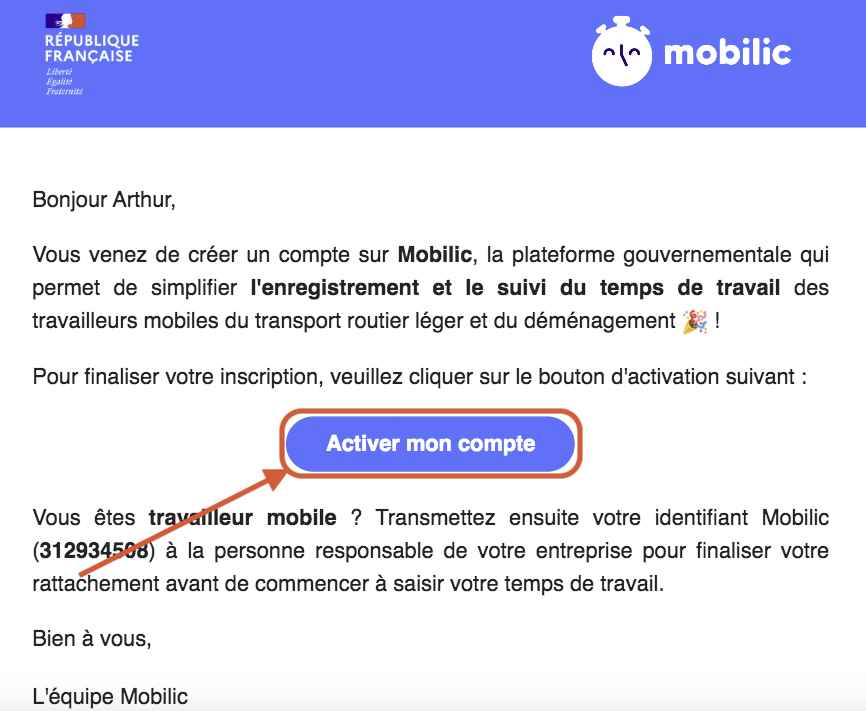 RÉPUBLIQUE
FRANÇAISE
Liberté
Égalité
Fraternité
mobilic
Bonjour Arthur,
Vous venez de créer un compte sur Mobilic, la plateforme gouvernementale qui
permet de simplifier l'enregistrement et le suivi du temps de travail des
travailleurs mobiles du transport routier léger et du déménagement 🎉 !
Pour finaliser votre inscription, veuillez cliquer sur le bouton d'activation suivant :
Activer mon compte
Vous êtes travailleur mobile ? Transmettez ensuite votre identifiant Mobilic
(312934508) à la personne responsable de votre entreprise pour finaliser votre
rattachement avant de commencer à saisir votre temps de travail.
Bien à vous,
L'équipe Mobilic